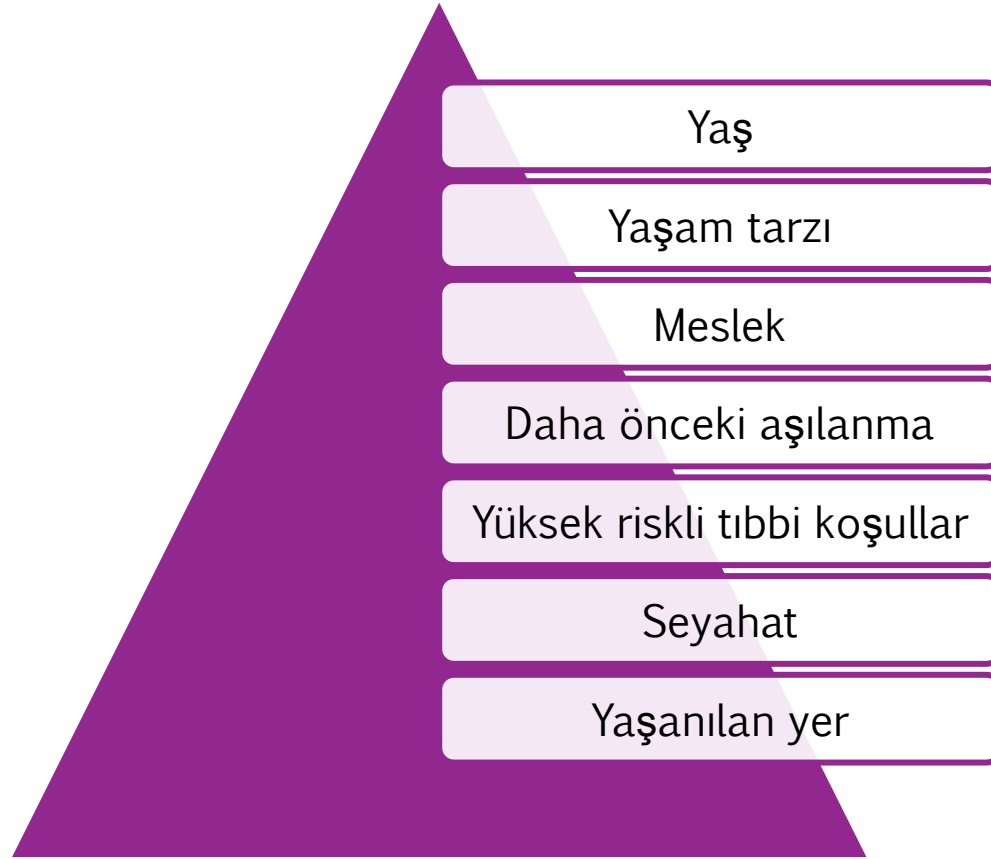 Yaş
Yaşam tarzı
Meslek
Daha önceki aşılanma
Yüksek riskli tıbbi koşullar
Seyahat
Yaşanılan yer